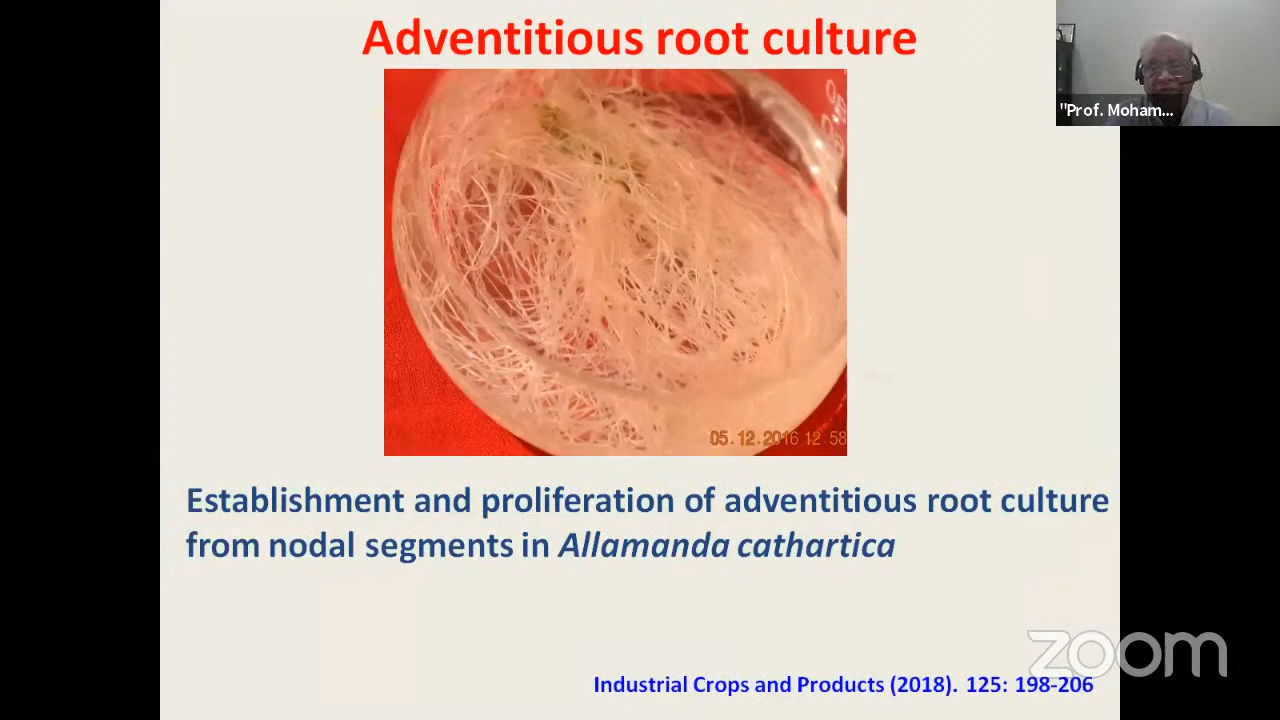 Adventitious root culture
"Prof. Moham...
05.12.2016 12:58
Establishment and proliferation of adventitious root culture
from nodal segments in Allamanda cathartica
zoom
Industrial Crops and Products (2018). 125: 198-206